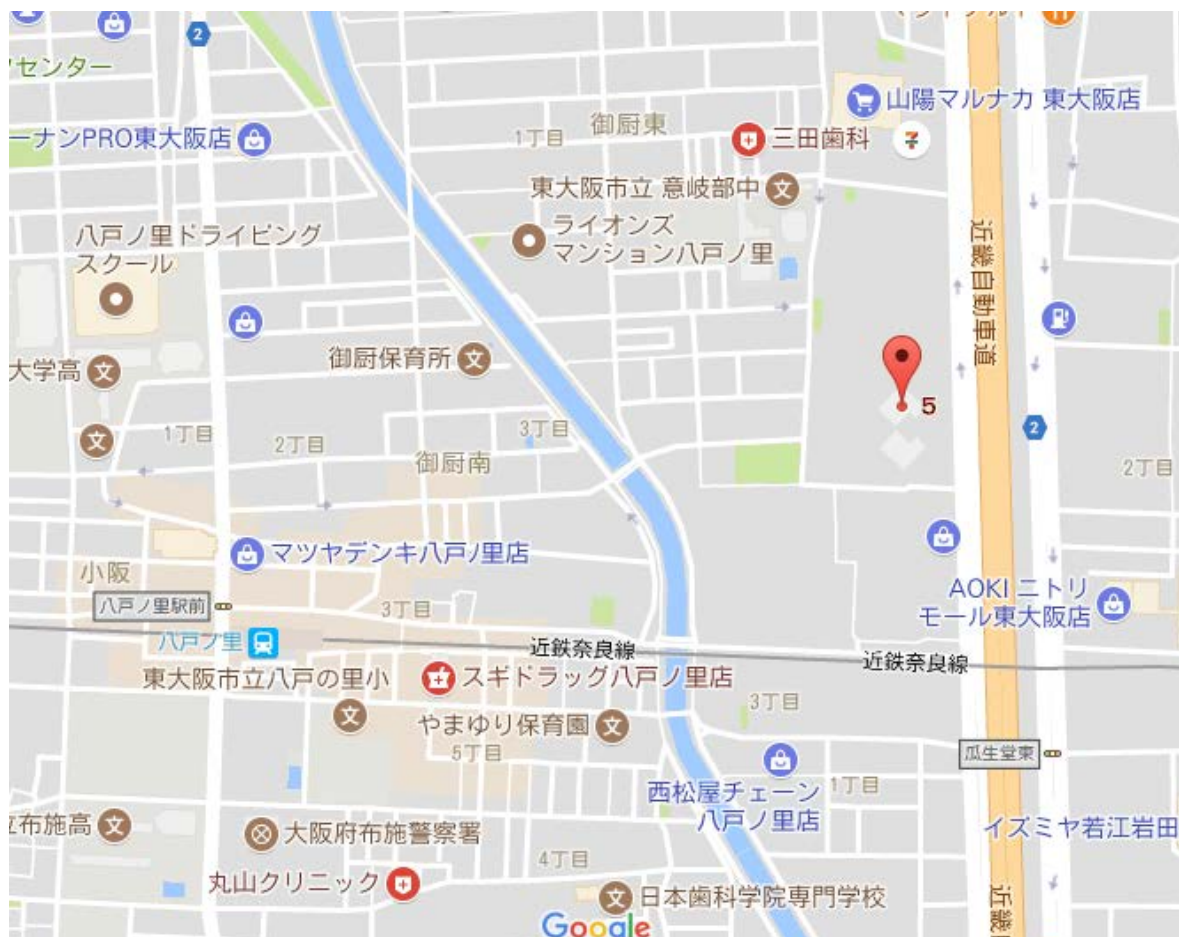 2
センター
ーナンPRO東大阪店
1丁目
御厨東
三田歯科
山陽マルナカ 東大阪店
7
東大阪市立 意岐部中
文
ライオンズ
マンション八戸ノ里
八戸ノ里ドライビング
スクール
近畿自動車道
大学高
文
御厨保育所
文
5
文
1丁目
2丁目
3丁目
御厨南
2
2丁目
マツヤデンキ八戸ノ里店
小阪
八戸ノ里駅前
3丁目
AOKI ニトリ
モール東大阪店
八戸ノ里
近鉄奈良線
近鉄奈良線
東大阪市立八戸の里小
文
スギドラッグ八戸ノ里店
やまゆり保育園
文
3丁目
5丁目
瓜生堂東
西松屋チェーン
八戸ノ里店
1丁目
立布施高
文
大阪府布施警察署
イズミヤ若江岩田
4丁目
丸山クリニック
文
日本歯科学院専門学校
Google